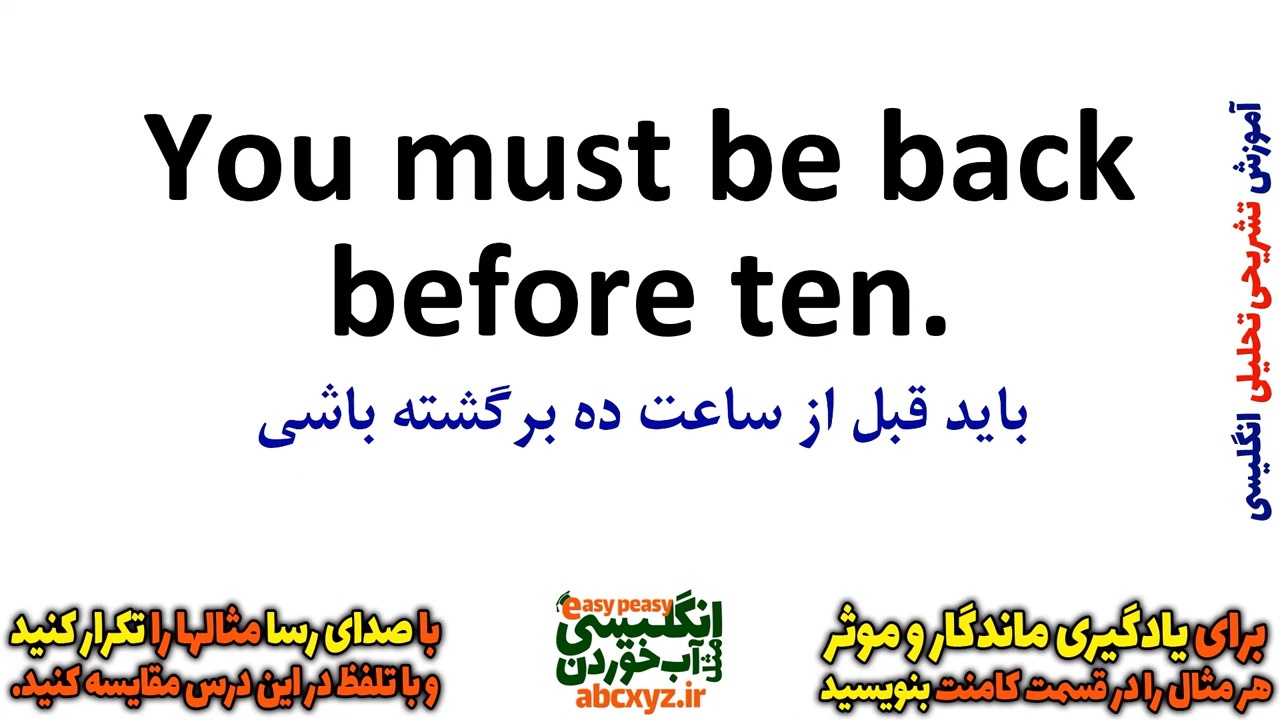 You must be back
before ten.
باید قبل از ساعت ده برگشته باشی
آموزش تشریحی تحلیلی انگلیسی
برای یادگیری ماندگار و موثر
هر مثال را در قسمت کامنت بنویسید
easy peasy
انگلیسی
مثل آب خوردن
abcxyz.ir
با صدای رسا مثالها را تکرار کنید
و با تلفظ در این درس مقایسه کنید.